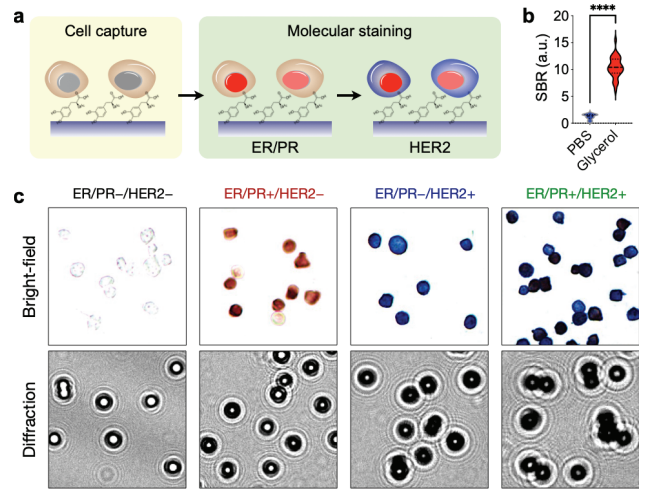 a
Cell capture
Molecular staining
ER/PR
HER2
b
****
SBR (a.u.)
20
15
10
5
0
PBS
Glycerol
c
ER/PR−/HER2−
ER/PR+/HER2−
ER/PR−/HER2+
ER/PR+/HER2+
Bright-field
Diffraction